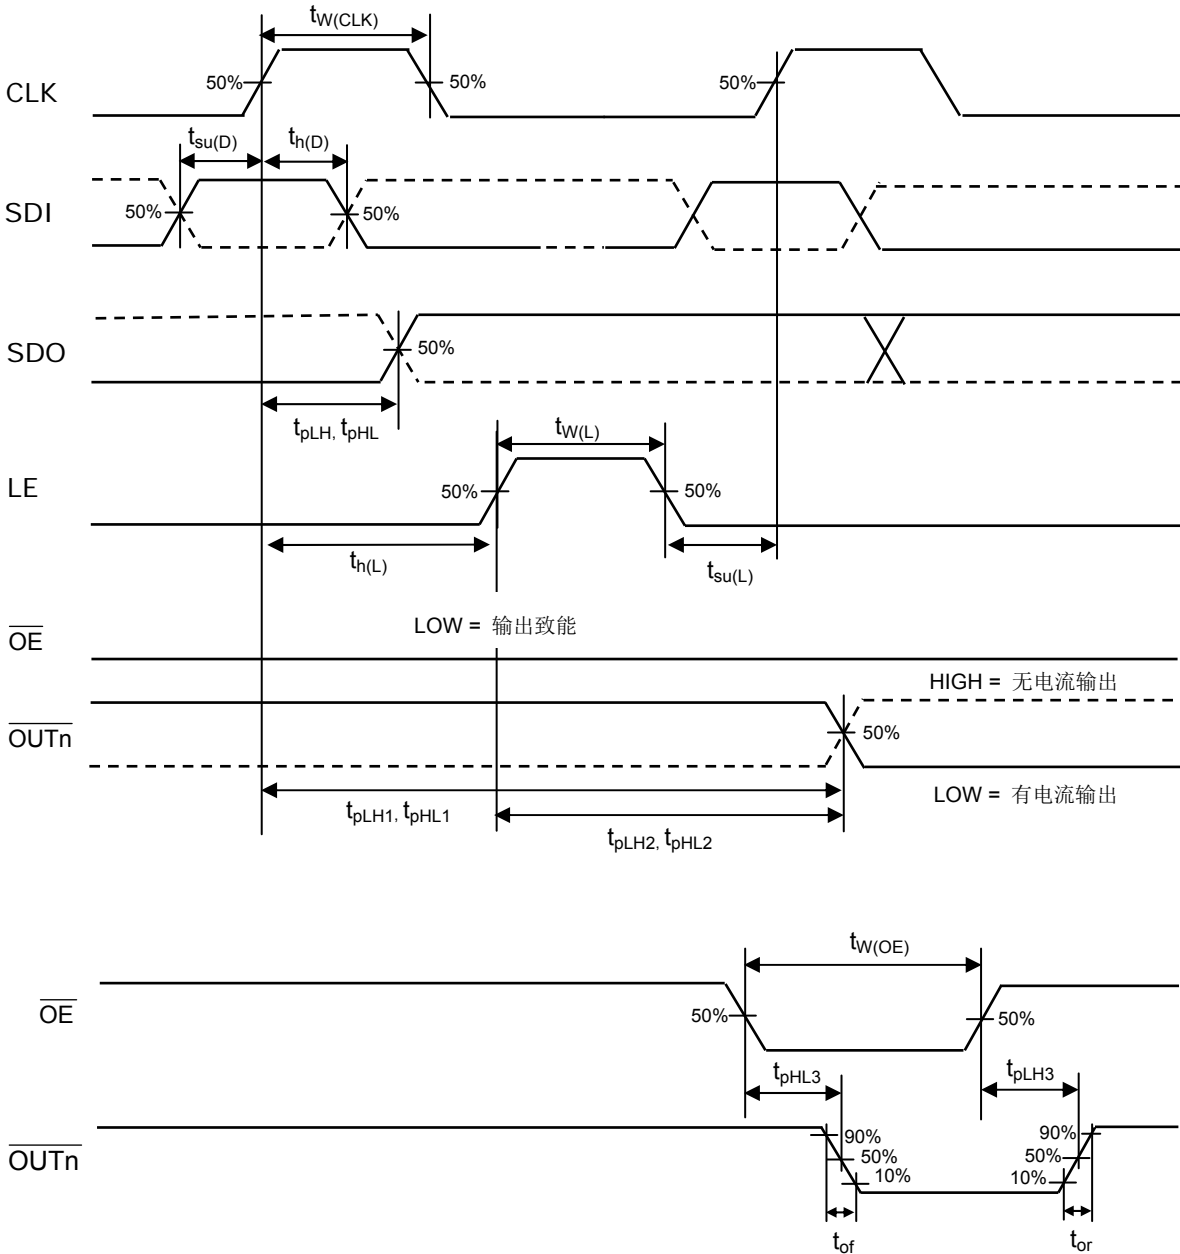 tW(CLK)
50%
50%
50%
CLK
tsu(D)
th(D)
50%
50%
SDI
50%
SDO
tpLH, tpHL
tW(L)
50%
50%
LE
th(L)
tsu(L)
LOW = 输出致能
OE
HIGH = 无电流输出
50%
OUTn
LOW = 有电流输出
tpLH1, tpHL1
tpLH2, tpHL2
tW(OE)
50%
50%
OE
tpHL3
tpLH3
90%
90%
50%
50%
OUTn
10%
10%
tof
tor